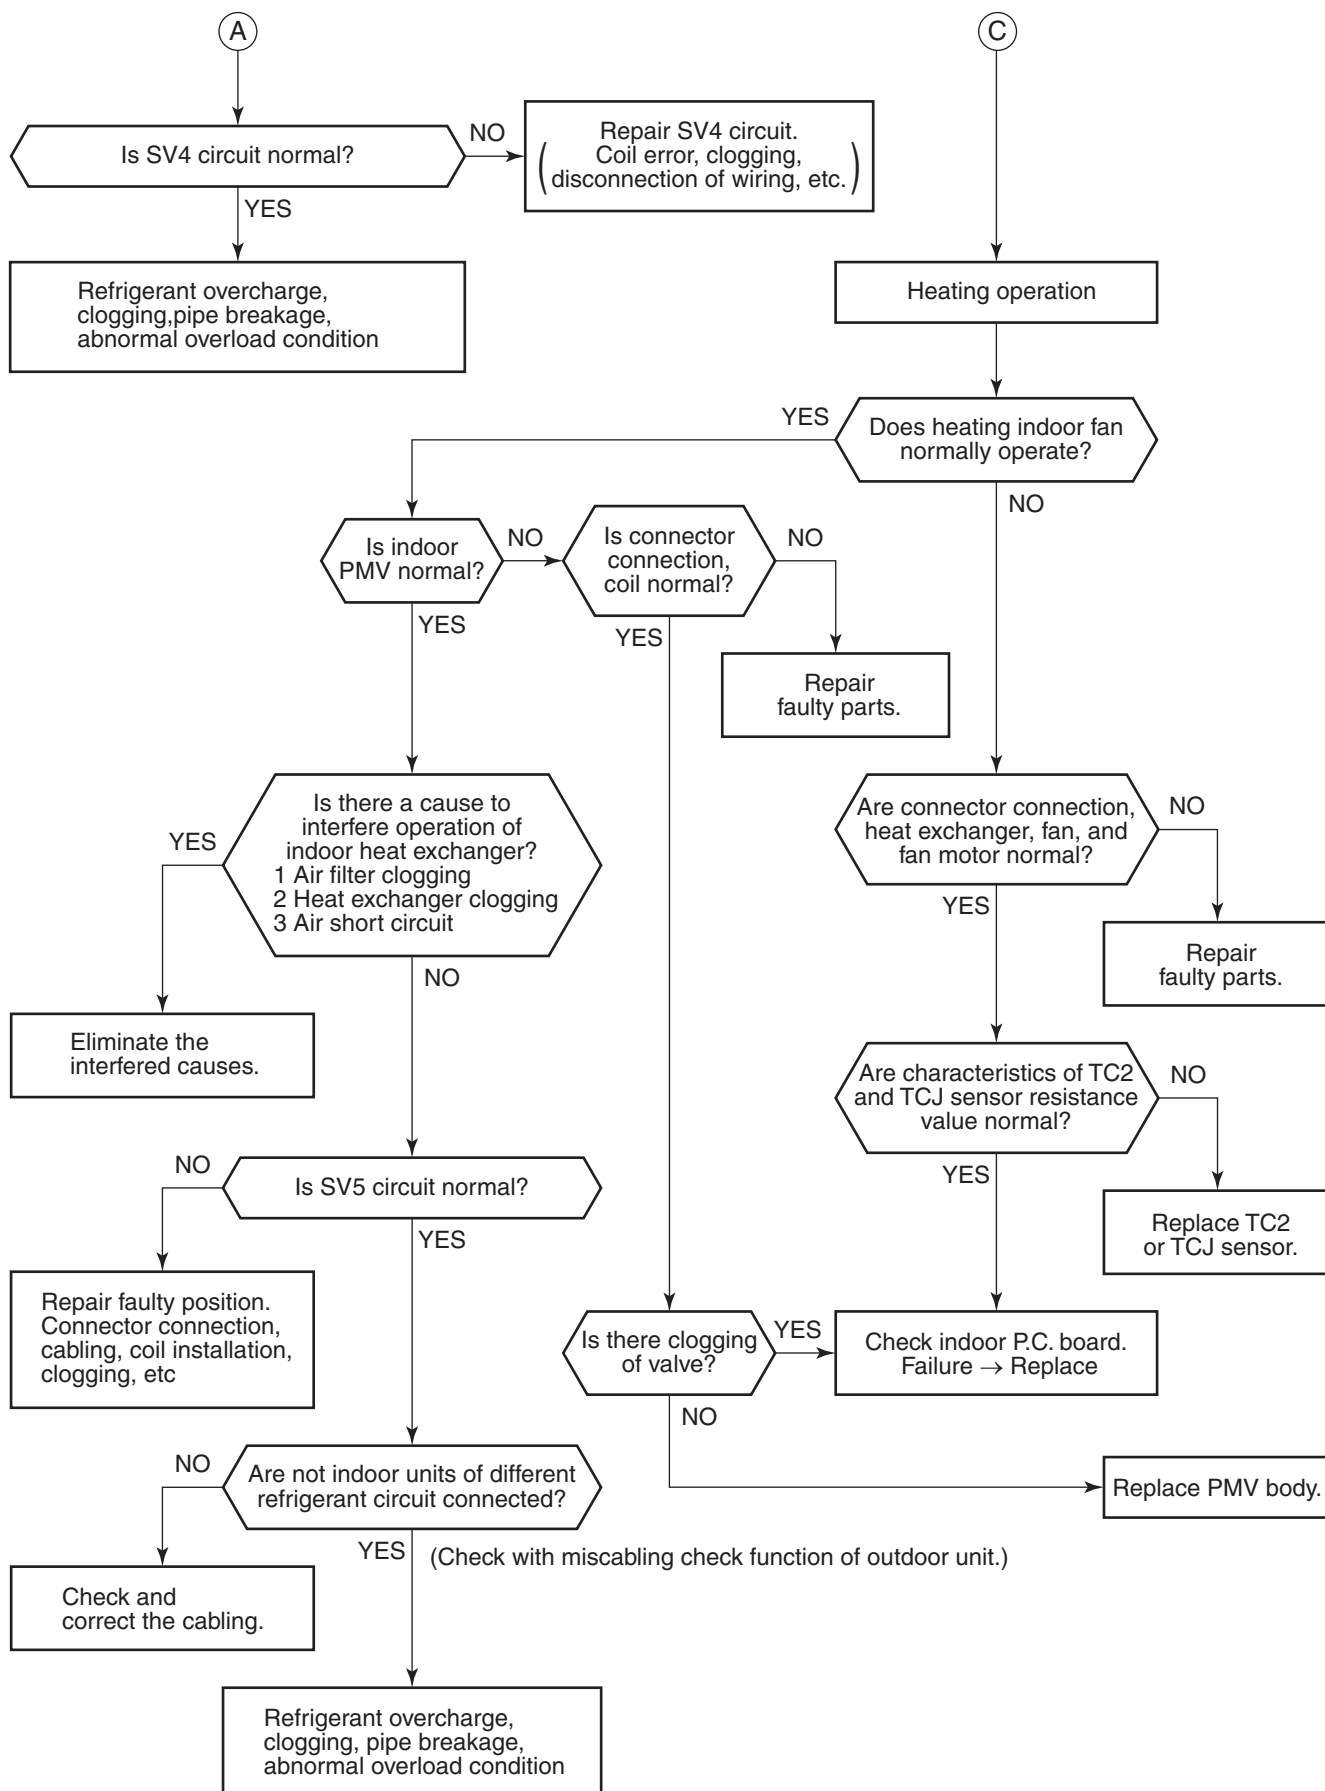 A
C
Is SV4 circuit normal?
NO
Repair SV4 circuit.
( Coil error, clogging,
disconnection of wiring, etc. )
YES
Refrigerant overcharge,
clogging,pipe breakage,
abnormal overload condition
Heating operation
YES
Does heating indoor fan
normally operate?
NO
Is indoor
PMV normal?
NO
Is connector
connection,
coil normal?
NO
YES
YES
Repair
faulty parts.
YES
Is there a cause to
interfere operation of
indoor heat exchanger?
1 Air filter clogging
2 Heat exchanger clogging
3 Air short circuit
NO
Are connector connection,
heat exchanger, fan, and
fan motor normal?
NO
YES
Repair
faulty parts.
Eliminate the
interfered causes.
Are characteristics of TC2
and TCJ sensor resistance
value normal?
NO
YES
Replace TC2
or TCJ sensor.
NO
Is SV5 circuit normal?
YES
Repair faulty position.
Connector connection,
cabling, coil installation,
clogging, etc
Is there clogging
of valve?
YES
Check indoor P.C. board.
Failure → Replace
NO
Replace PMV body.
NO
Are not indoor units of different
refrigerant circuit connected?
YES
(Check with miscabling check function of outdoor unit.)
Check and
correct the cabling.
Refrigerant overcharge,
clogging, pipe breakage,
abnormal overload condition